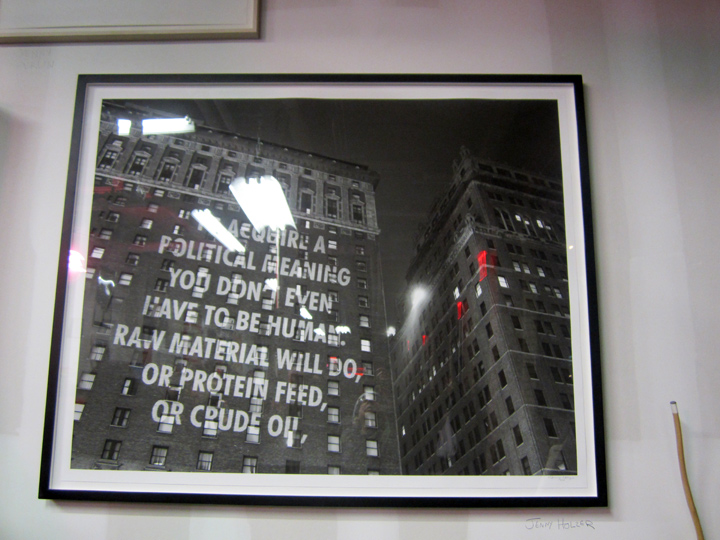 ACQUIRE A
POLITICAL MEANING
YOU DON'T EVEN
HAVE TO BE HUMAN.
RAW MATERIAL WILL DO,
OR PROTEIN FEED,
OR CRUDE OIL,
JENNY HOLZER